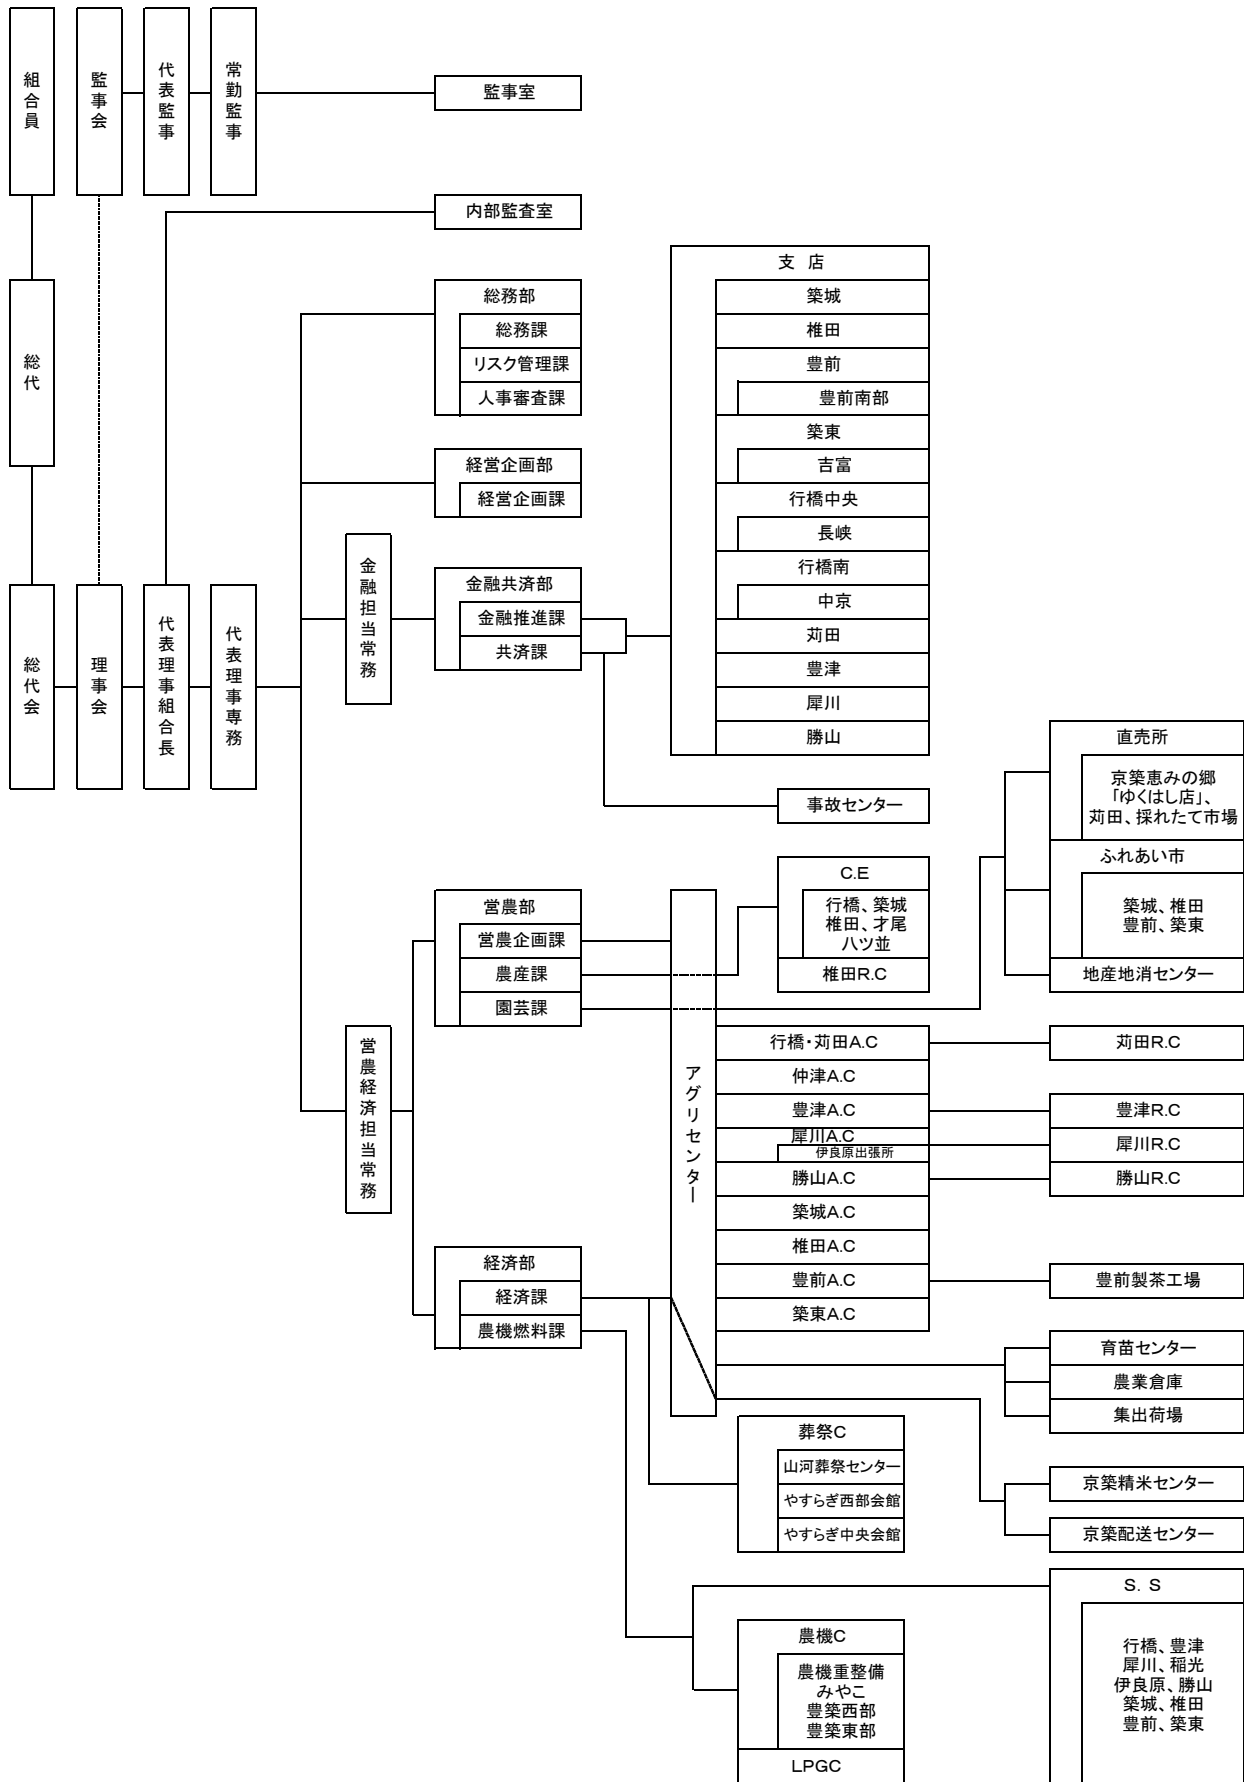 組合員
監事会
代表監事
常勤監事
監事室
内部監査室
総代
総代会
理事会
代表理事組合長
代表理事専務
総務部
総務課
リスク管理課
人事審査課
経営企画部
経営企画課
金融担当常務
金融共済部
金融推進課
共済課
支 店
築城
椎田
豊前
豊前南部
築東
吉富
行橋中央
長峡
行橋南
中京
苅田
豊津
犀川
勝山
事故センター
営農経済担当常務
営農部
営農企画課
農産課
園芸課
C.E
行橋、築城
椎田、才尾
八ツ並
椎田R.C
直売所
京築恵みの郷
「ゆくはし店」、
苅田、採れたて市場
ふれあい市
築城、椎田
豊前、築東
地産地消センター
アグリセンター
行橋・苅田A.C
仲津A.C
豊津A.C
犀川A.C
伊良原出張所
勝山A.C
築城A.C
椎田A.C
豊前A.C
築東A.C
苅田R.C
豊津R.C
犀川R.C
勝山R.C
豊前製茶工場
経済部
経済課
農機燃料課
育苗センター
農業倉庫
集出荷場
葬祭C
山河葬祭センター
やすらぎ西部会館
やすらぎ中央会館
京築精米センター
京築配送センター
農機C
農機重整備
みやこ
豊築西部
豊築東部
LPGC
S. S
行橋、豊津
犀川、稲光
伊良原、勝山
築城、椎田
豊前、築東